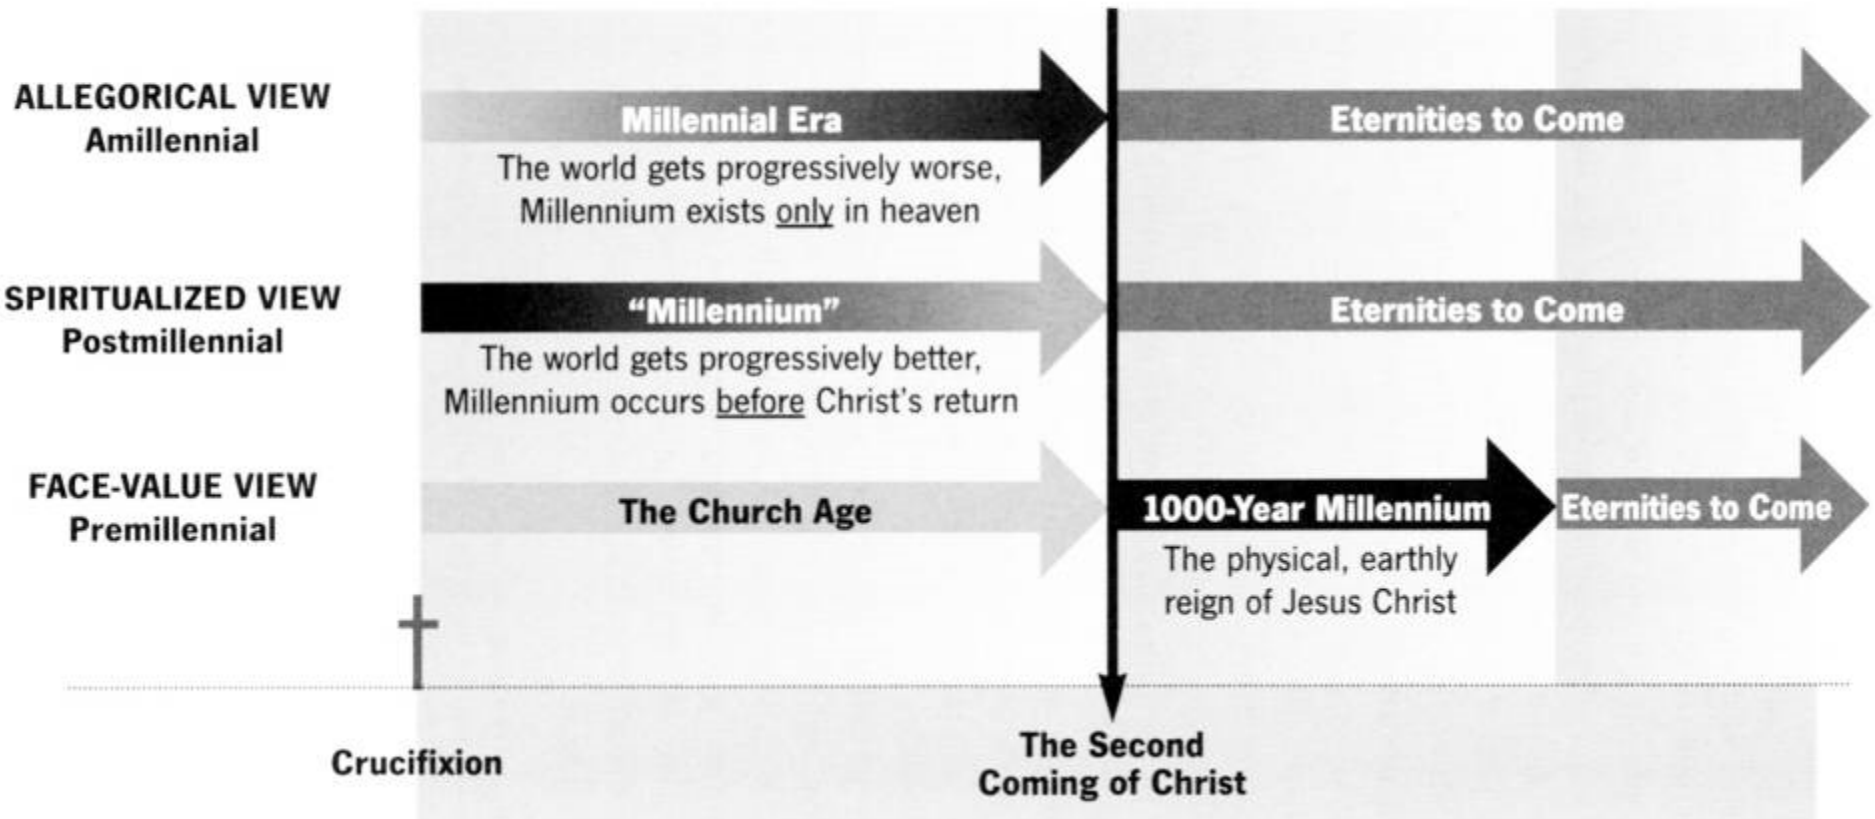 ALLEGORICAL VIEW
Amillennial
Millennial Era
Eternities to Come
The world gets progressively worse,
Millennium exists only in heaven
SPIRITUALIZED VIEW
Postmillennial
“Millennium”
Eternities to Come
The world gets progressively better,
Millennium occurs before Christ's return
FACE-VALUE VIEW
Premillennial
The Church Age
1000-Year Millennium
Eternities to Come
The physical, earthly
reign of Jesus Christ
Crucifixion
The Second
Coming of Christ